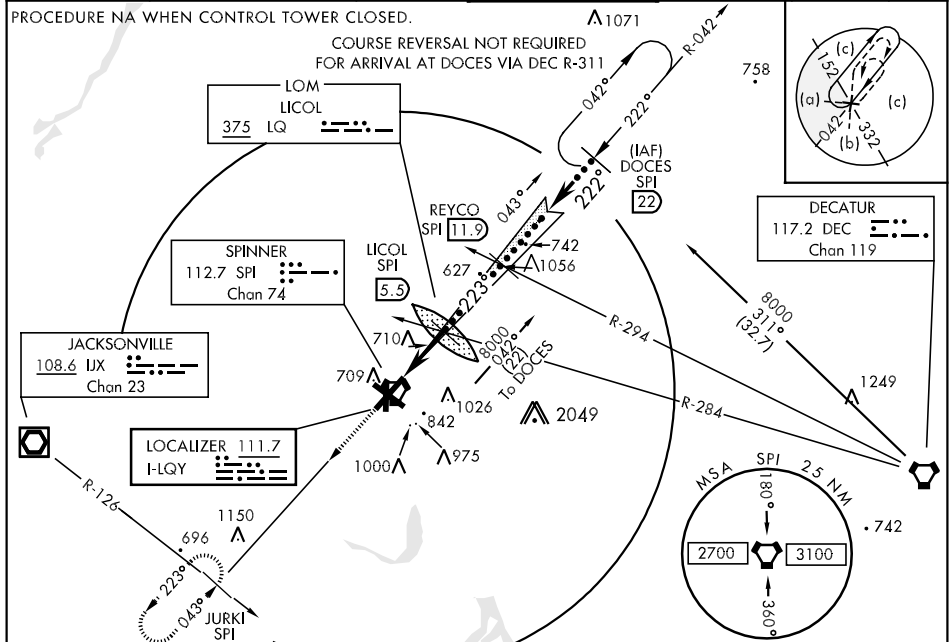 PROCEDURE NA WHEN CONTROL TOWER CLOSED.
1071
R-042
COURSE REVERSAL NOT REQUIRED
FOR ARRIVAL AT DOCES VIA DEC R-311
758
042°
222°
(c)
152
(a)
(c)
042
(b)
332
LOM
LICOL
375 LQ
(IAF)
DOCES
SPI
22
222°
043°
REYCO
SPI 11.9
742
1056
627
223°
DECATUR
117.2 DEC
Chan 119
SPINNER
112.7 SPI
Chan 74
LICOL
SPI
5.5
8000
311°
(32.7)
R-294
710
8000
042°
(22)
To DOCES
JACKSONVILLE
108.6 IJX
Chan 23
709
1249
1026
842
2049
R-284
LOCALIZER 111.7
I-LQY
1000
975
MSA SPI 25 NM
180°
2700
3100
360°
742
R-126
1150
696
223°
043°
JURKI
SPI